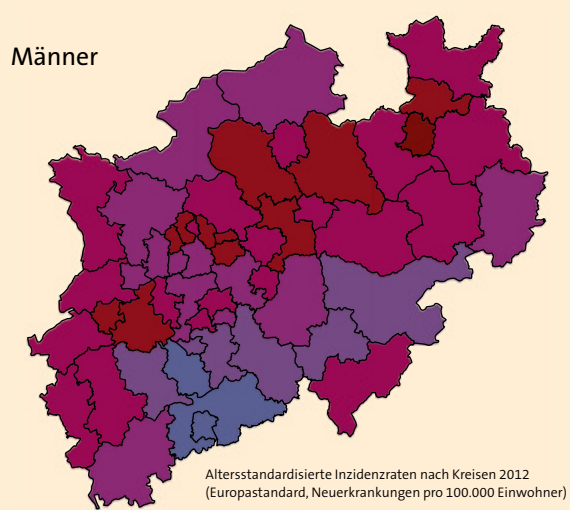 Männer
Altersstandardisierte Inzidenzraten nach Kreisen 2012
(Europastandard, Neuerkrankungen pro 100.000 Einwohner)